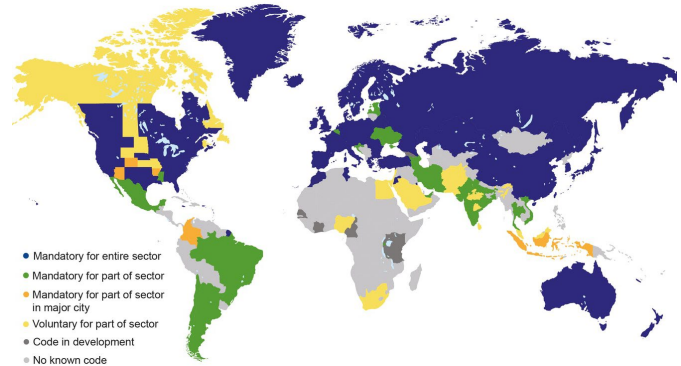 Mandatory for entire sector
Mandatory for part of sector
Mandatory for part of sector
in major city
Voluntary for part of sector
Code in development
No known code